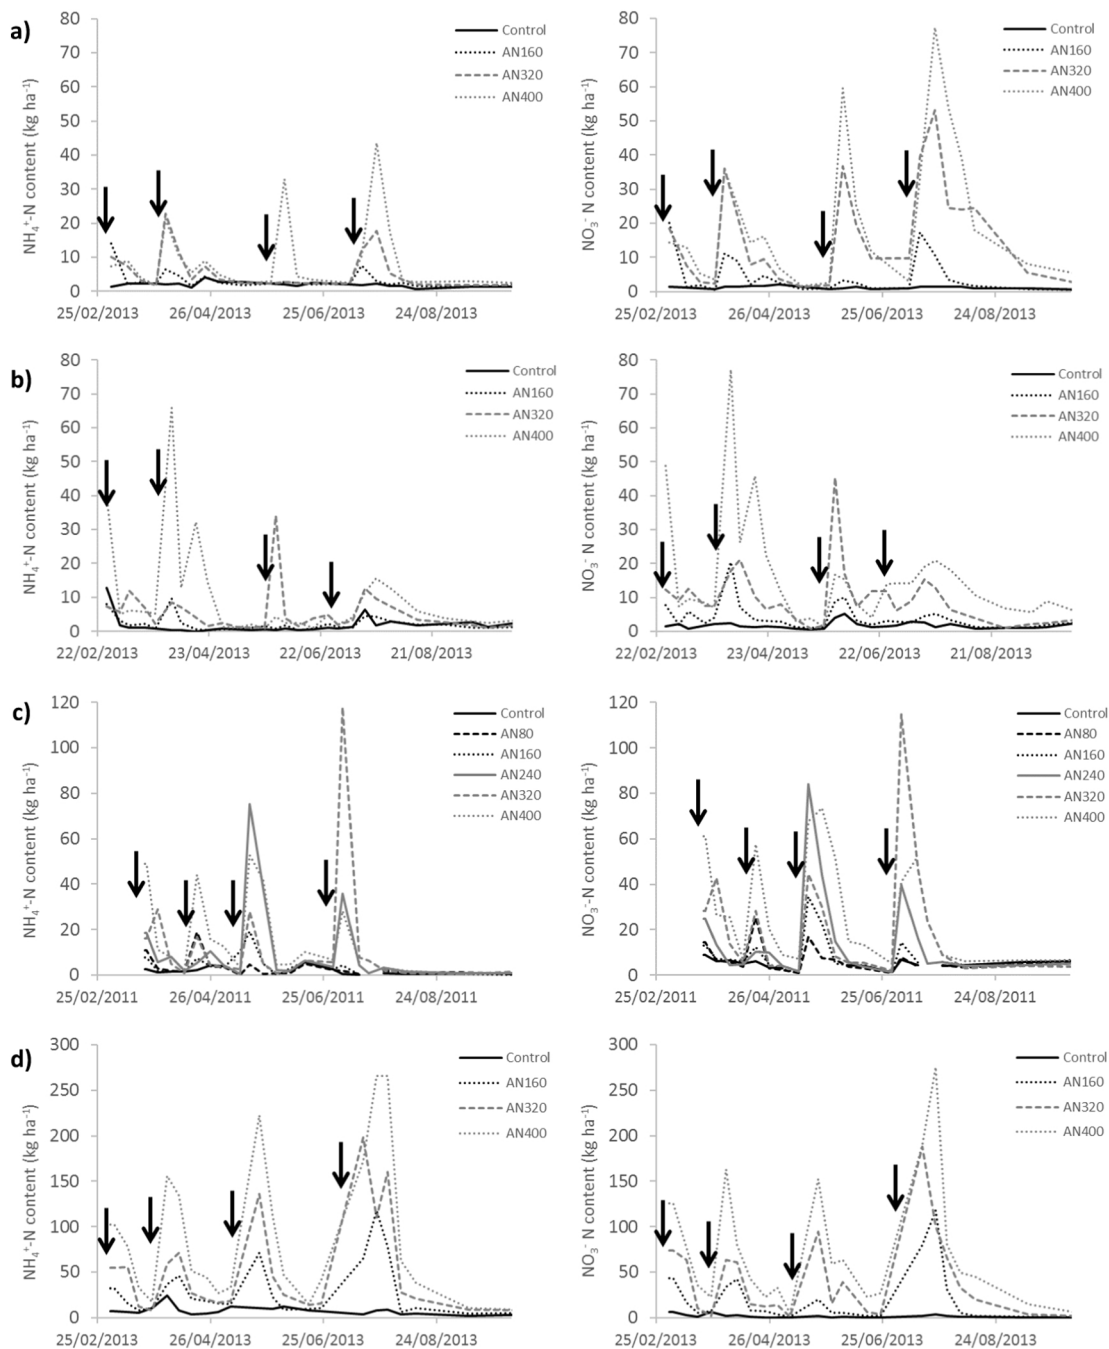 a)
NH₄⁺-N content (kg ha⁻¹)
80
70
60
50
40
30
20
10
0
25/02/2013 26/04/2013 25/06/2013 24/08/2013
Control
AN160
AN320
AN400
NO₃⁻ N content (kg ha⁻¹)
80
70
60
50
40
30
20
10
0
25/02/2013 26/04/2013 25/06/2013 24/08/2013
Control
AN160
AN320
AN400
b)
NH₄⁺-N content (kg ha⁻¹)
80
70
60
50
40
30
20
10
0
22/02/2013 23/04/2013 22/06/2013 21/08/2013
Control
AN160
AN320
AN400
NO₃⁻ N content (kg ha⁻¹)
80
70
60
50
40
30
20
10
0
22/02/2013 23/04/2013 22/06/2013 21/08/2013
Control
AN160
AN320
AN400
c)
NH₄⁺-N content (kg ha⁻¹)
120
100
80
60
40
20
0
25/02/2011 26/04/2011 25/06/2011 24/08/2011
Control
AN80
AN160
AN240
AN320
AN400
NO₃⁻-N content (kg ha⁻¹)
120
100
80
60
40
20
0
25/02/2011 26/04/2011 25/06/2011 24/08/2011
Control
AN80
AN160
AN240
AN320
AN400
d)
NH₄⁺-N content (kg ha⁻¹)
300
250
200
150
100
50
0
25/02/2013 26/04/2013 25/06/2013 24/08/2013
Control
AN160
AN320
AN400
NO₃⁻ N content (kg ha⁻¹)
300
250
200
150
100
50
0
25/02/2013 26/04/2013 25/06/2013 24/08/2013
Control
AN160
AN320
AN400